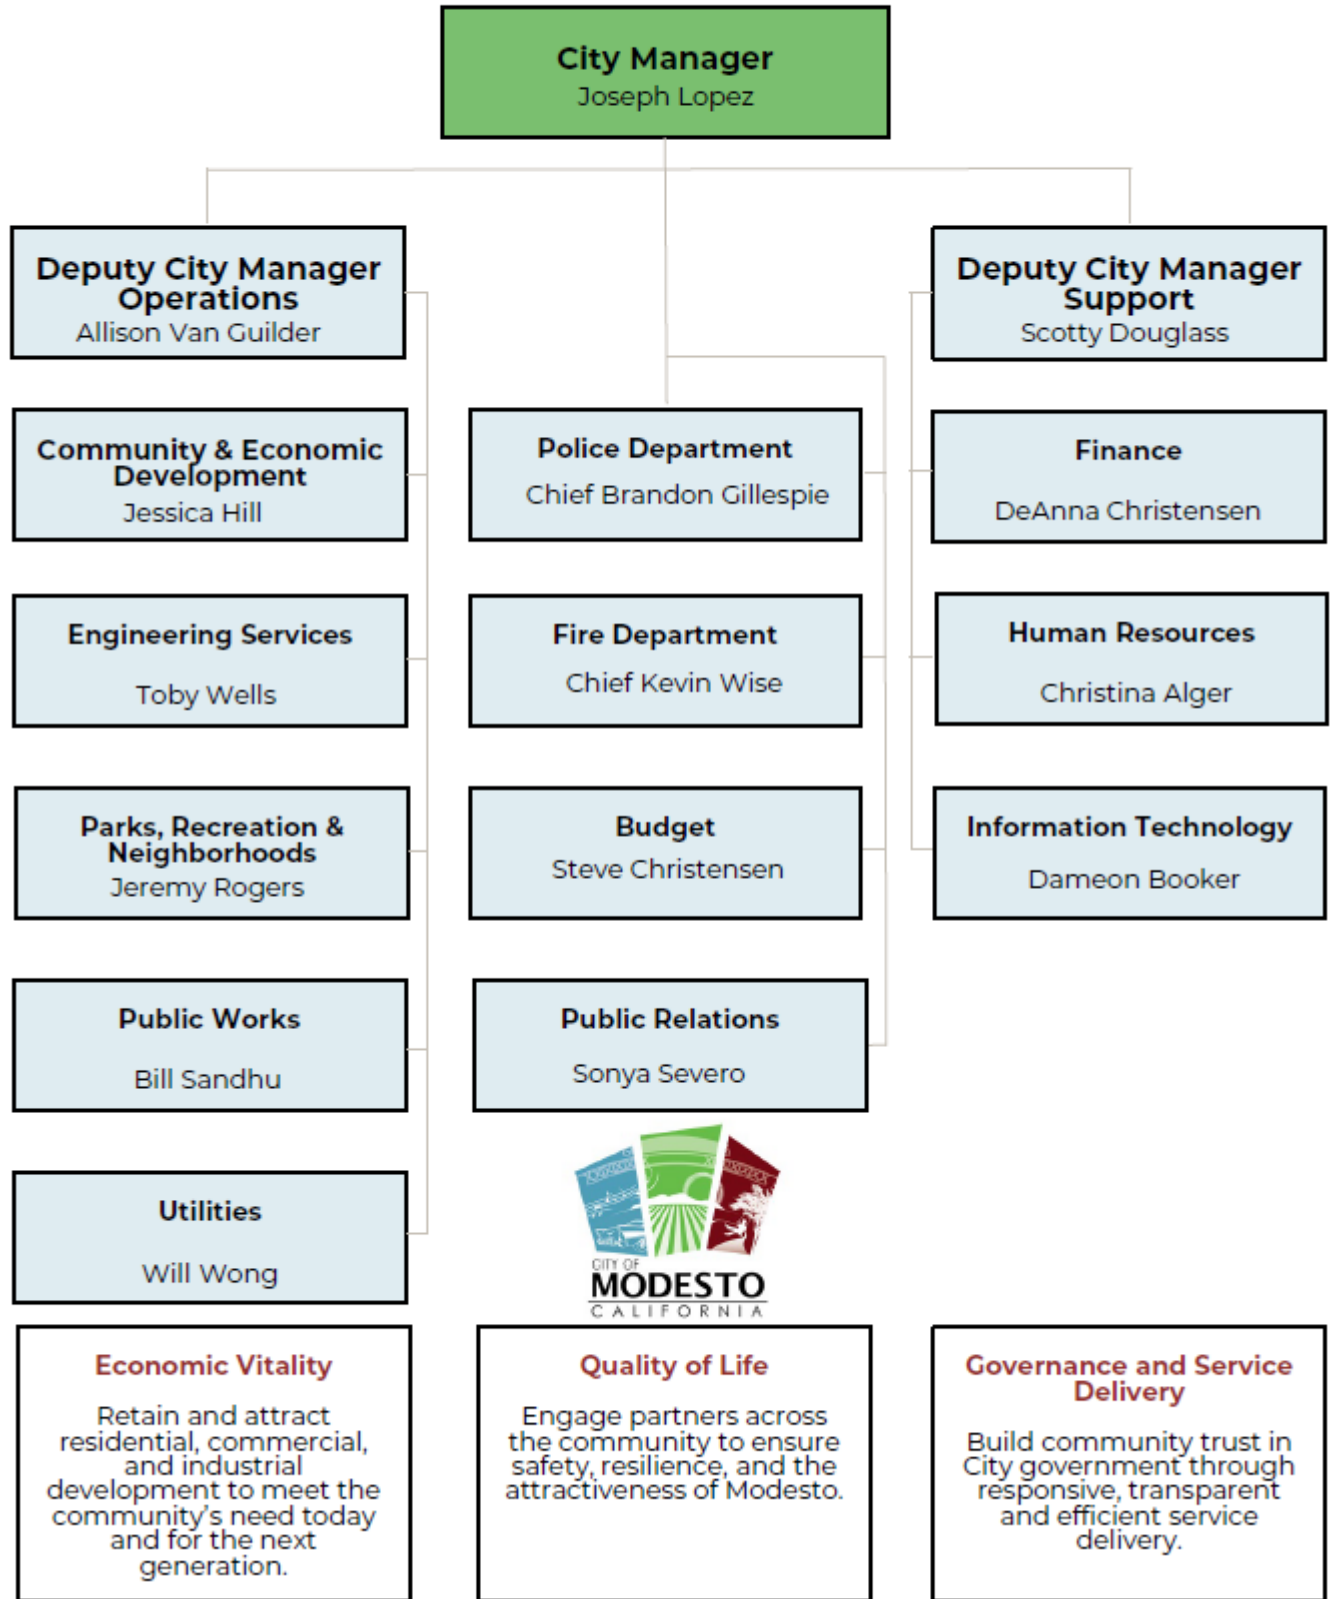 City Manager
Joseph Lopez
Deputy City Manager
Operations
Allison Van Guilder
Deputy City Manager
Support
Scotty Douglass
Community & Economic
Development
Jessica Hill
Police Department
Chief Brandon Gillespie
Finance
DeAnna Christensen
Engineering Services
Toby Wells
Fire Department
Chief Kevin Wise
Human Resources
Christina Alger
Parks, Recreation &
Neighborhoods
Jeremy Rogers
Budget
Steve Christensen
Information Technology
Dameon Booker
Public Works
Bill Sandhu
Public Relations
Sonya Severo
Utilities
Will Wong
CITY OF
MODESTO
CALIFORNIA
Economic Vitality
Retain and attract
residential, commercial,
and industrial
development to meet the
community's need today
and for the next
generation.
Quality of Life
Engage partners across
the community to ensure
safety, resilience, and the
attractiveness of Modesto.
Governance and Service
Delivery
Build community trust in
City government through
responsive, transparent
and efficient service
delivery.